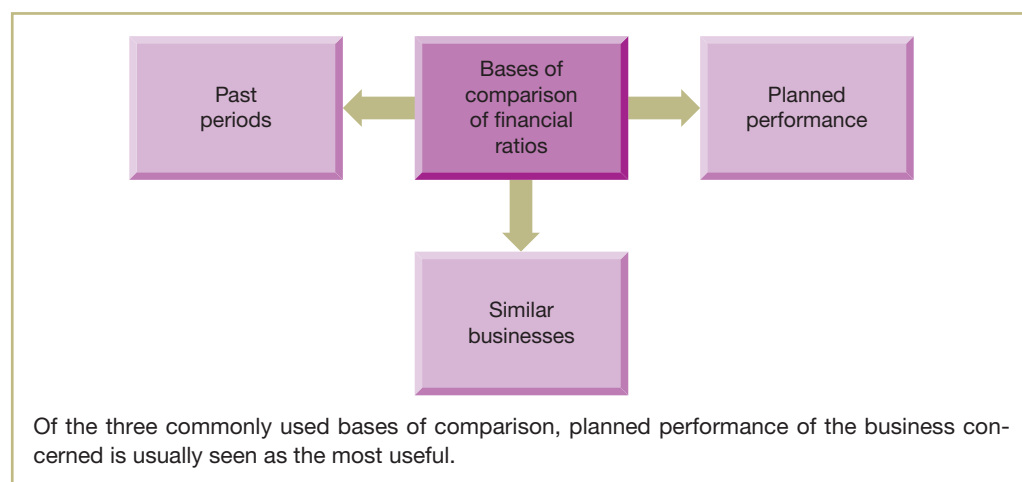 Past
periods
Bases of
comparison
of financial
ratios
Planned
performance
Similar
businesses
Of the three commonly used bases of comparison, planned performance of the business con-
cerned is usually seen as the most useful.